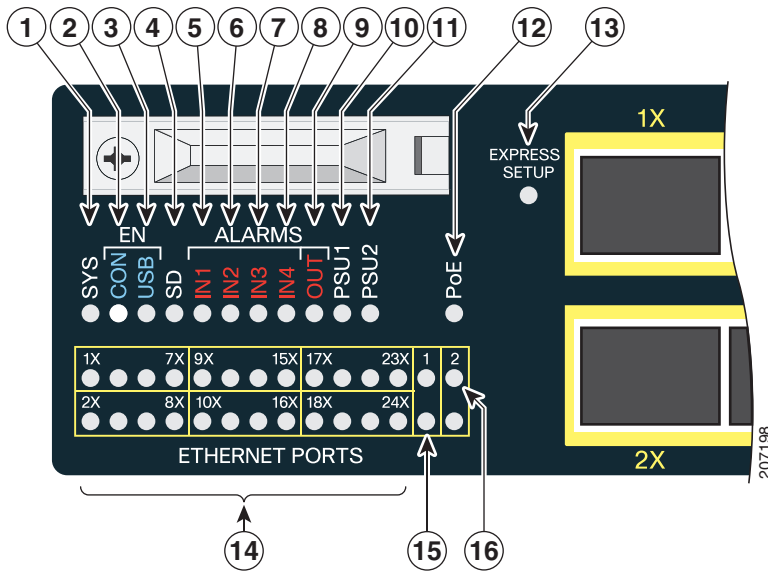 1 2 3 4 5 6 7 8 9 10 11 12 13
EXPRESS
SETUP
1X
EN ALARMS
SYS CON USB SD IN1 IN2 IN3 IN4 OUT PSU1 PSU2 PoE
1X 7X 9X 15X 17X 23X 1 2
2X 8X 10X 16X 18X 24X
ETHERNET PORTS
2X
207198
14 15 16